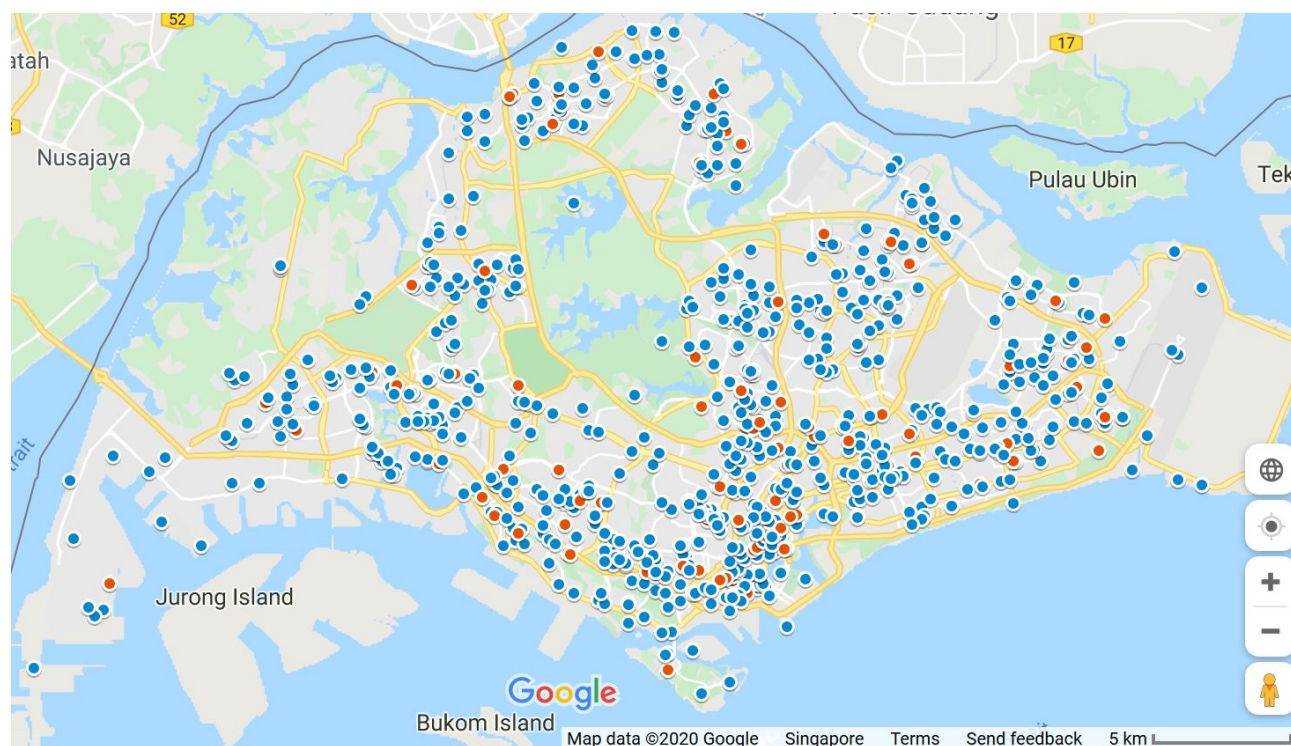 52
17
atah
Nusajaya
Pulau Ubin
Tek
trait
Jurong Island
Google
Bukom Island
Map data ©2020 Google Singapore Terms Send feedback 5 km